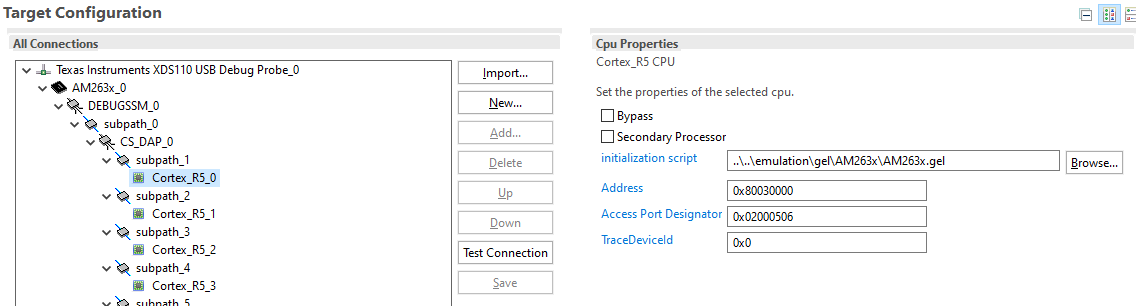 Target Configuration
All Connections
Texas Instruments XDS110 USB Debug Probe_0
AM263x_0
DEBUGSSM_0
subpath_0
CS_DAP_0
subpath_1
Cortex_R5_0
subpath_2
Cortex_R5_1
subpath_3
Cortex_R5_2
subpath_4
Cortex_R5_3
subpath_5
Import...
New...
Add...
Delete
Up
Down
Test Connection
Save
Cpu Properties
Cortex_R5 CPU
Set the properties of the selected cpu.
Bypass
Secondary Processor
initialization script ..\..\emulation\gel\AM263x\AM263x.gel Browse...
Address 0x80030000
Access Port Designator 0x02000506
TraceDeviceId 0x0